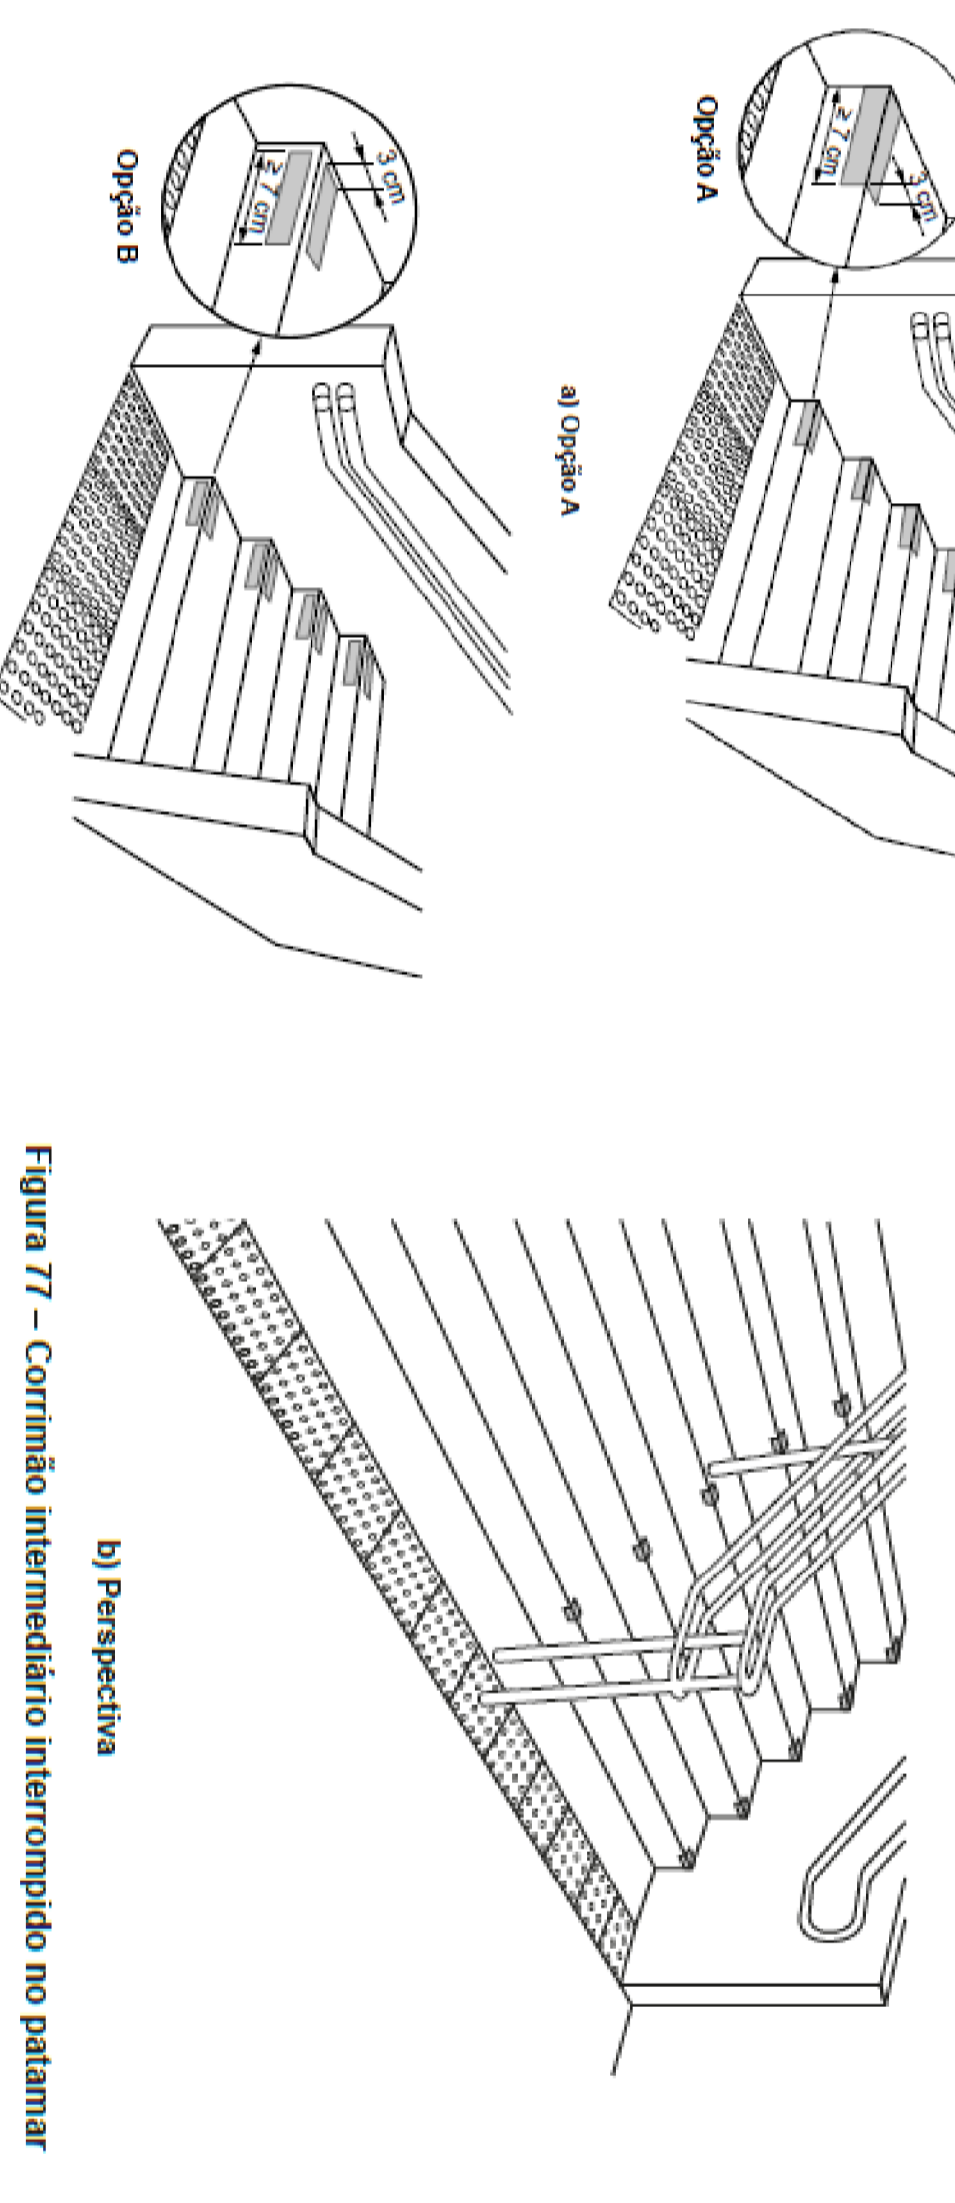 ≥ 7 cm
3 cm
Opção A
a) Opção A
3 cm
≥ 7 cm
Opção B
b) Perspectiva
Figura 77 – Corrimão intermediário interrompido no patamar